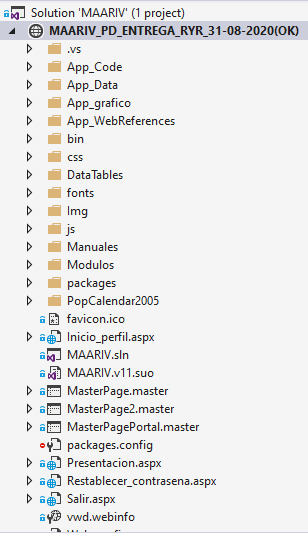 Solution 'MAARIV' (1 project)
MAARIV_PD_ENTREGA_RYR_31-08-2020(OK)
.vs
App_Code
App_Data
App_grafico
App_WebReferences
bin
css
DataTables
fonts
Img
js
Manuales
Modulos
packages
PopCalendar2005
favicon.ico
Inicio_perfil.aspx
MAARIV.sln
MAARIV.v11.suo
MasterPage.master
MasterPage2.master
MasterPagePortal.master
packages.config
Presentacion.aspx
Restablecer_contrasena.aspx
Salir.aspx
vwd.webinfo